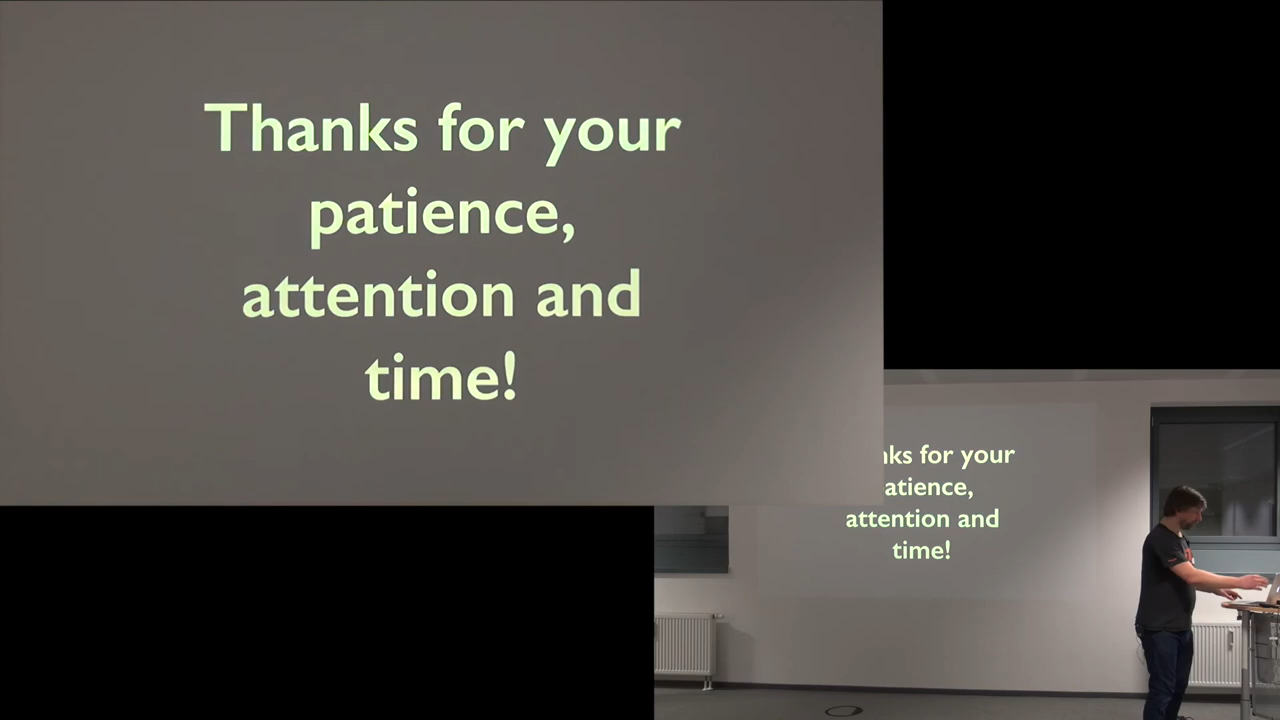 Thanks for your
patience,
attention and
time!
nks for your
atience,
attention and
time!